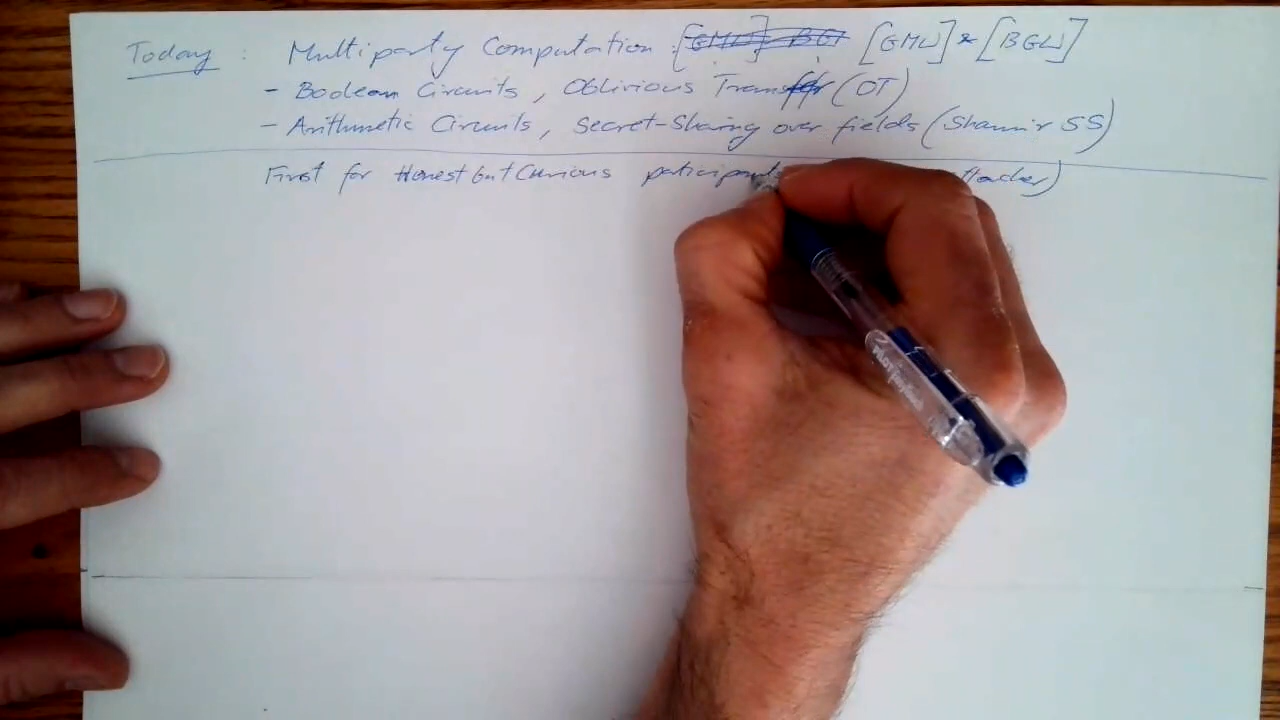 Today : Multiparty Computation [GMW] & [BGW]
- Boolean Circuits, Oblivious Transfer (OT)
- Arithmetic Circuits, Secret-Sharing over fields (Shamir SS)
First for Honest but Curious